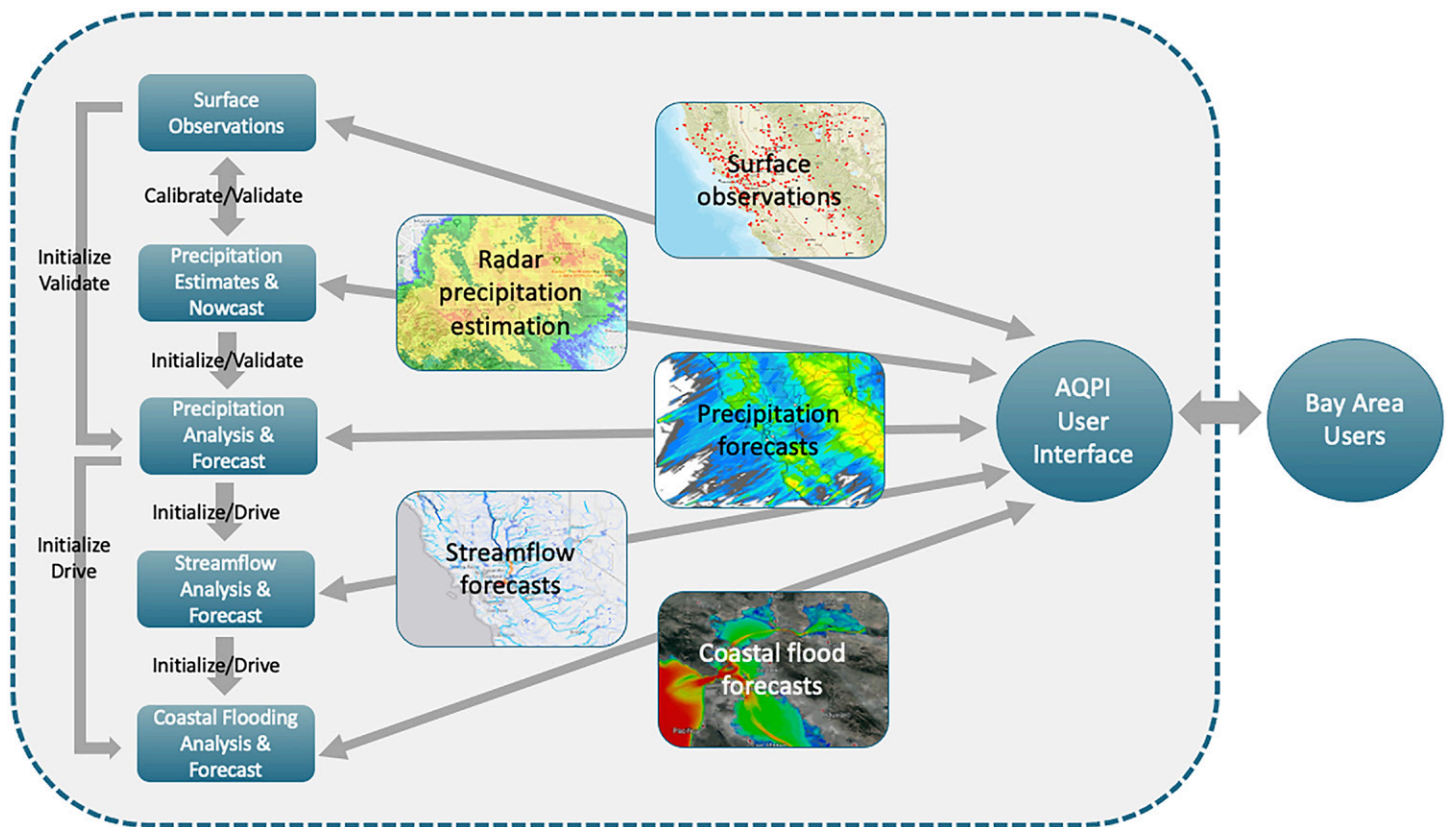 Surface
Observations
Calibrate/Validate
Initialize
Validate
Precipitation
Estimates &
Nowcast
Initialize/Validate
Precipitation
Analysis &
Forecast
Initialize/Drive
Initialize
Drive
Streamflow
Analysis &
Forecast
Initialize/Drive
Coastal Flooding
Analysis &
Forecast
Surface
observations
Radar
precipitation
estimation
Precipitation
forecasts
Streamflow
forecasts
Coastal flood
forecasts
AQPI
User
Interface
Bay Area
Users